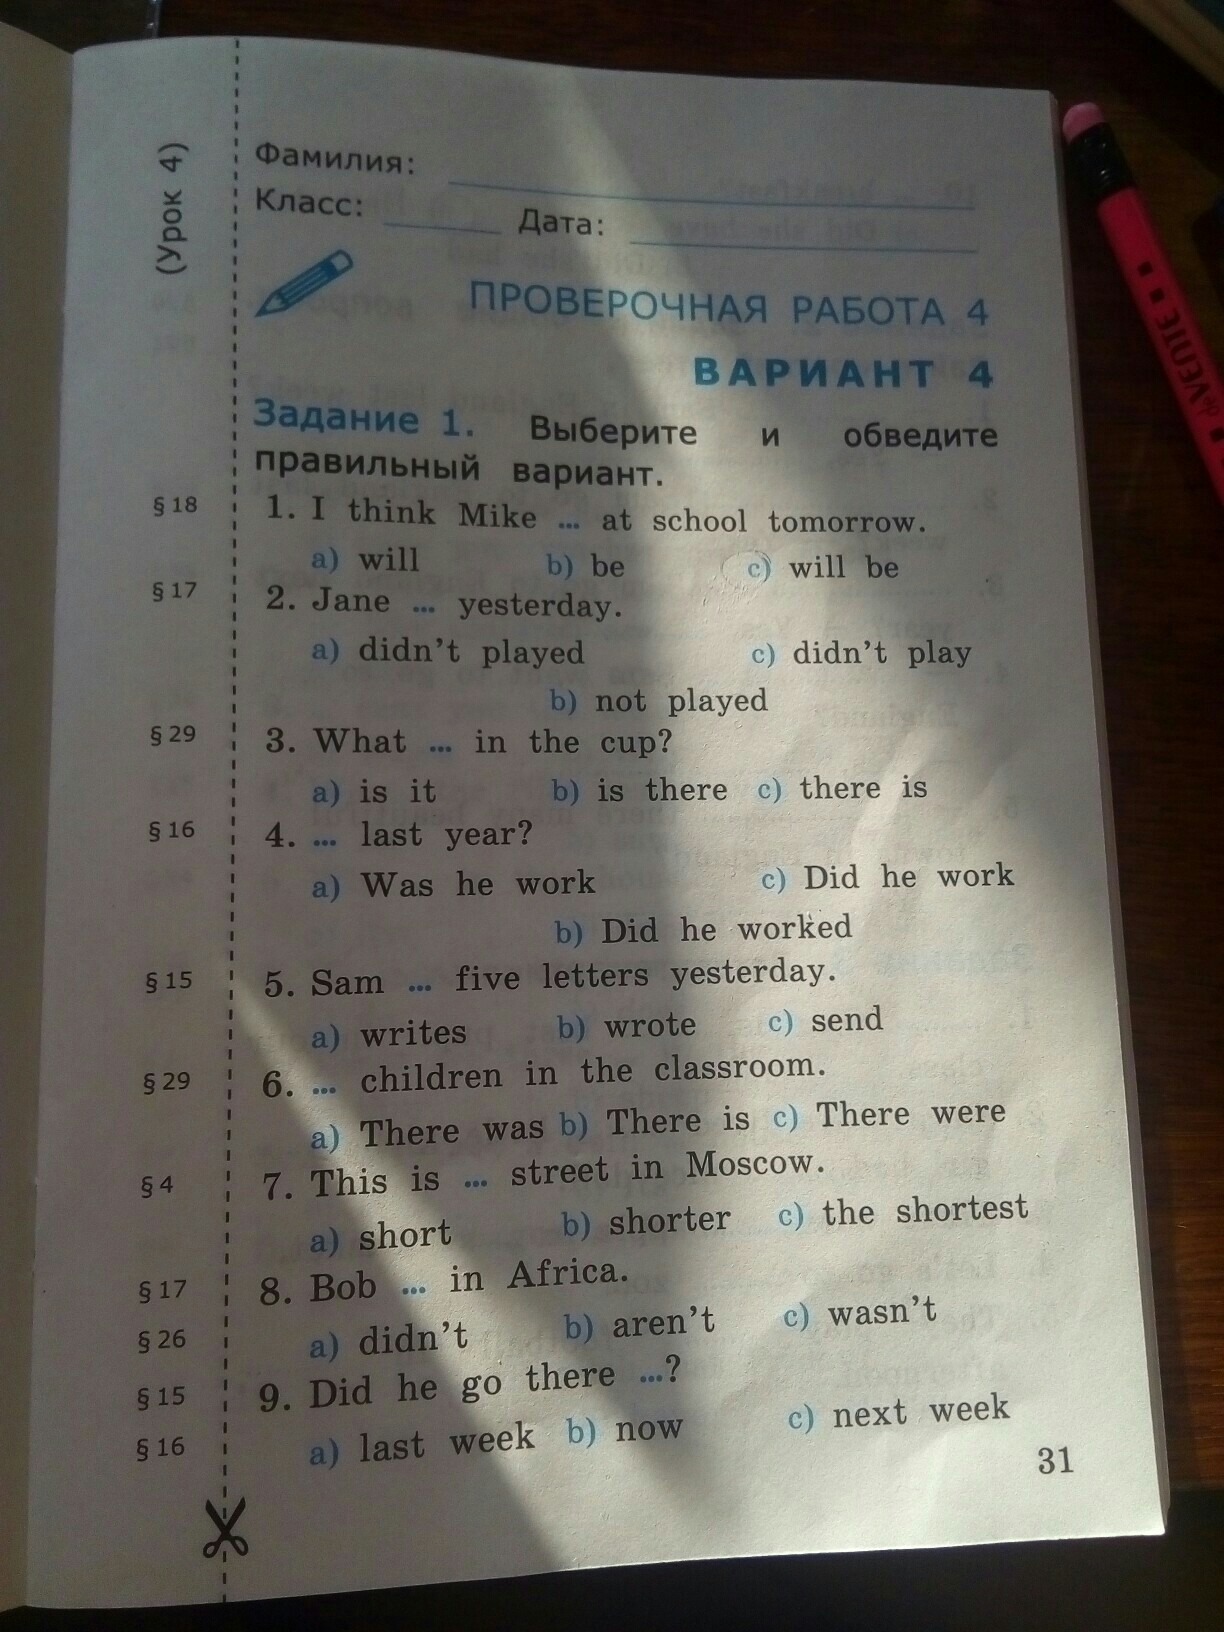 (Урок 4)
Фамилия:
Класс: Дата:
ПРОВЕРОЧНАЯ РАБОТА 4
ВАРИАНТ 4
Задание 1. Выберите и обведите
правильный вариант.
§ 18 1. I think Mike ... at school tomorrow.
a) will b) be c) will be
§ 17 2. Jane ... yesterday.
a) didn't played c) didn't play
b) not played
§ 29 3. What ... in the cup?
a) is it b) is there c) there is
§ 16 4. ... last year?
a) Was he work c) Did he work
b) Did he worked
§ 15 5. Sam ... five letters yesterday.
a) writes b) wrote c) send
§ 29 6. ... children in the classroom.
a) There was b) There is c) There were
§ 4 7. This is ... street in Moscow.
a) short b) shorter c) the shortest
§ 17 8. Bob ... in Africa.
§ 26 a) didn't b) aren't c) wasn't
§ 15 9. Did he go there ...?
§ 16 a) last week b) now c) next week
31
deVENTE